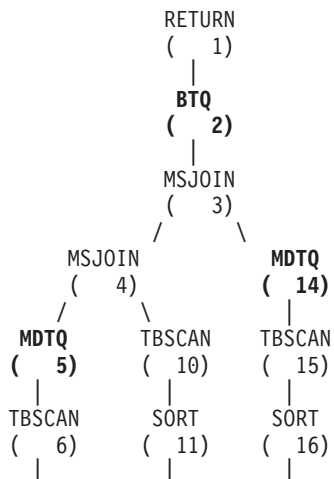 RETURN
( 1)
|
BTQ
( 2)
|
MSJOIN
( 3)
/ \
MSJOIN MDTQ
( 4) ( 14)
/ \ |
MDTQ TBSCAN TBSCAN
( 5) ( 10) ( 15)
| | |
TBSCAN SORT SORT
( 6) ( 11) ( 16)
| | |